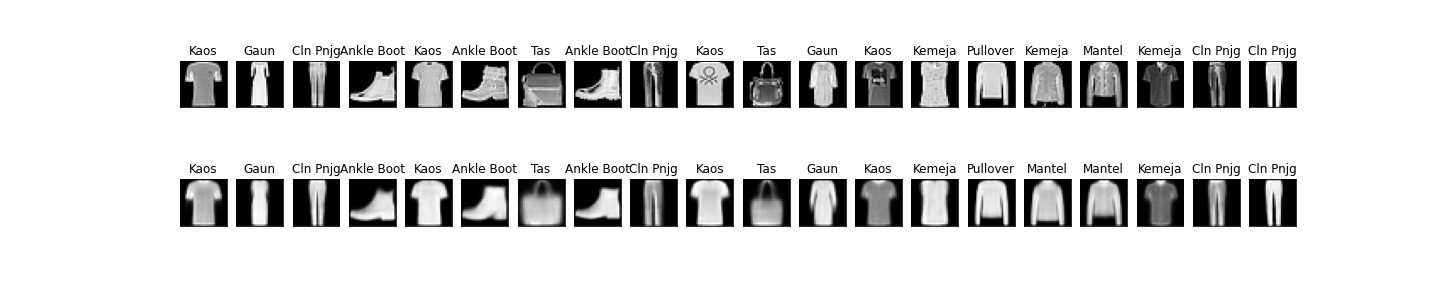 Kaos Gaun Cln Pnjg Ankle Boot Kaos Ankle Boot Tas Ankle Boot Cln Pnjg Kaos Tas Gaun Kaos Kemeja Pullover Kemeja Mantel Kemeja Cln Pnjg Cln Pnjg
Kaos Gaun Cln Pnjg Ankle Boot Kaos Ankle Boot Tas Ankle Boot Cln Pnjg Kaos Tas Gaun Kaos Kemeja Pullover Mantel Mantel Kemeja Cln Pnjg Cln Pnjg